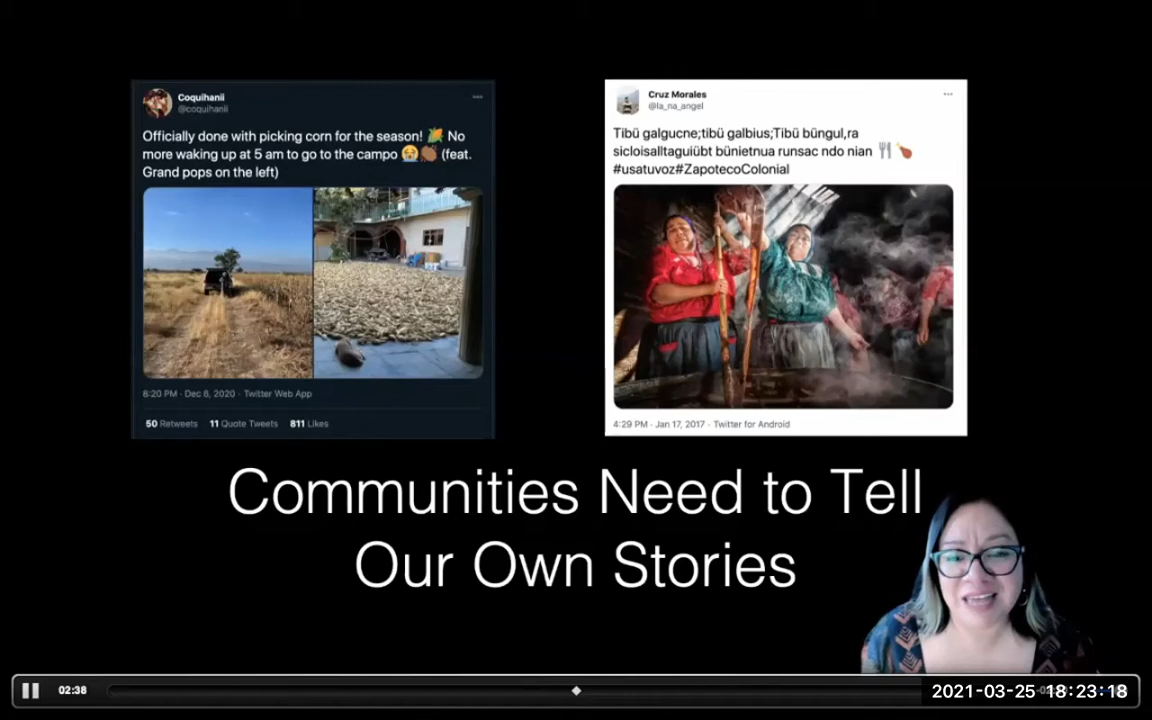 Coquihanii
@coquihanii
Officially done with picking corn for the season! 🌽 No
more waking up at 5 am to go to the campo 😭👏🏾 (feat.
Grand pops on the left)
8:20 PM · Dec 6, 2020 · Twitter Web App
50 Retweets 11 Quote Tweets 811 Likes
Cruz Morales
@la_na_angel
Tibü galgucne;tibü galbius;Tibü büngul,ra
sicloisalltaguiübt bünietnua runsac ndo nian 🍴🍗
#usatuvoz#ZapotecoColonial
4:29 PM · Jan 17, 2017 · Twitter for Android
Communities Need to Tell
Our Own Stories
02:38
2021-03-25 18:23:18